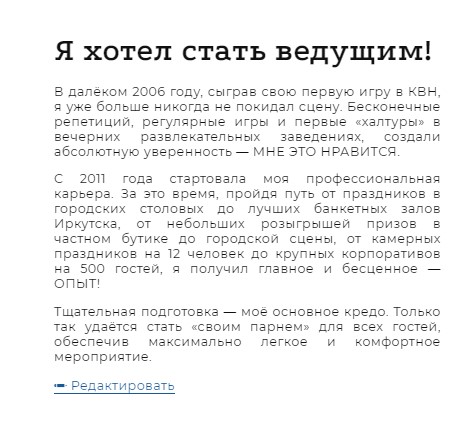 Я хотел стать ведущим!
В далёком 2006 году, сыграв свою первую игру в КВН,
я уже больше никогда не покидал сцену. Бесконечные
репетиций, регулярные игры и первые «халтуры» в
вечерних развлекательных заведениях, создали
абсолютную уверенность — МНЕ ЭТО НРАВИТСЯ.
С 2011 года стартовала моя профессиональная
карьера. За это время, пройдя путь от праздников в
городских столовых до лучших банкетных залов
Иркутска, от небольших розыгрышей призов в
частном бутике до городской сцены, от камерных
праздников на 12 человек до крупных корпоративов
на 500 гостей, я получил главное и бесценное —
ОПЫТ!
Тщательная подготовка — моё основное кредо. Только
так удаётся стать «своим парнем» для всех гостей,
обеспечив максимально легкое и комфортное
мероприятие.
Редактировать